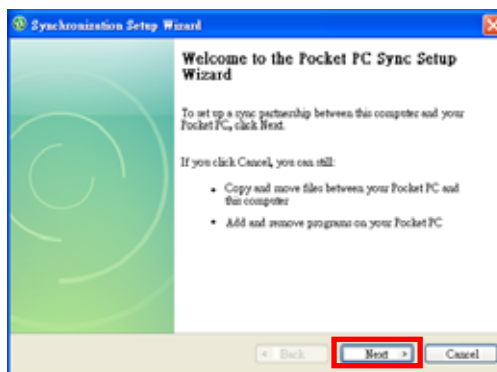 Synchronization Setup Wizard
Welcome to the Pocket PC Sync Setup
Wizard
To set up a sync partnership between this computer and your
Pocket PC, click Next.
If you click Cancel, you can still:
• Copy and move files between your Pocket PC and
this computer
• Add and remove programs on your Pocket PC
< Back
Next >
Cancel